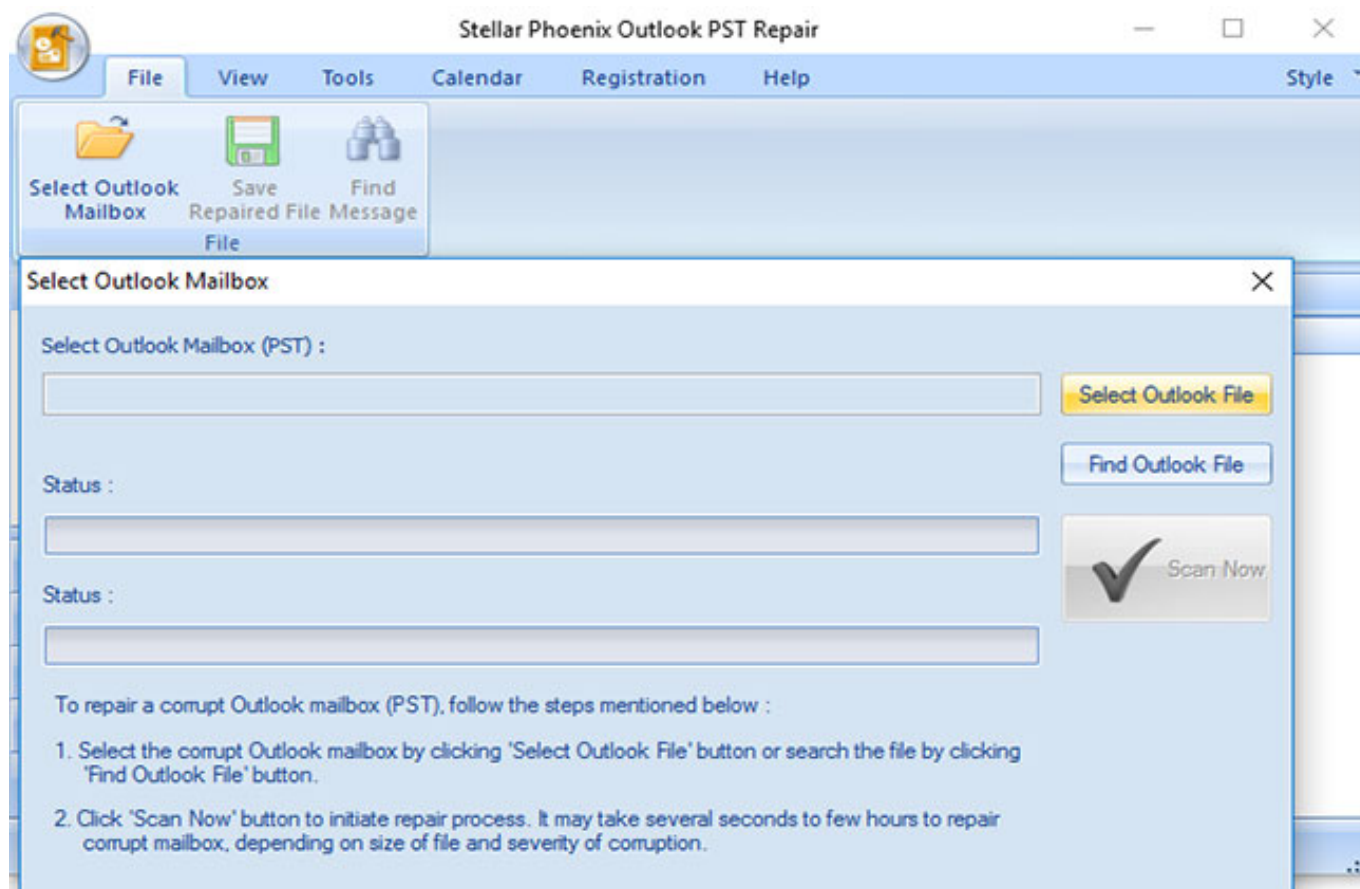 Stellar Phoenix Outlook PST Repair
File View Tools Calendar Registration Help Style
Select Outlook Mailbox
Save Repaired File
Find Message
File
Select Outlook Mailbox
Select Outlook Mailbox (PST) :
Select Outlook File
Find Outlook File
Status :
Scan Now
Status :
To repair a corrupt Outlook mailbox (PST), follow the steps mentioned below :
1. Select the corrupt Outlook mailbox by clicking 'Select Outlook File' button or search the file by clicking
'Find Outlook File' button.
2. Click 'Scan Now' button to initiate repair process. It may take several seconds to few hours to repair
corrupt mailbox, depending on size of file and severity of corruption.